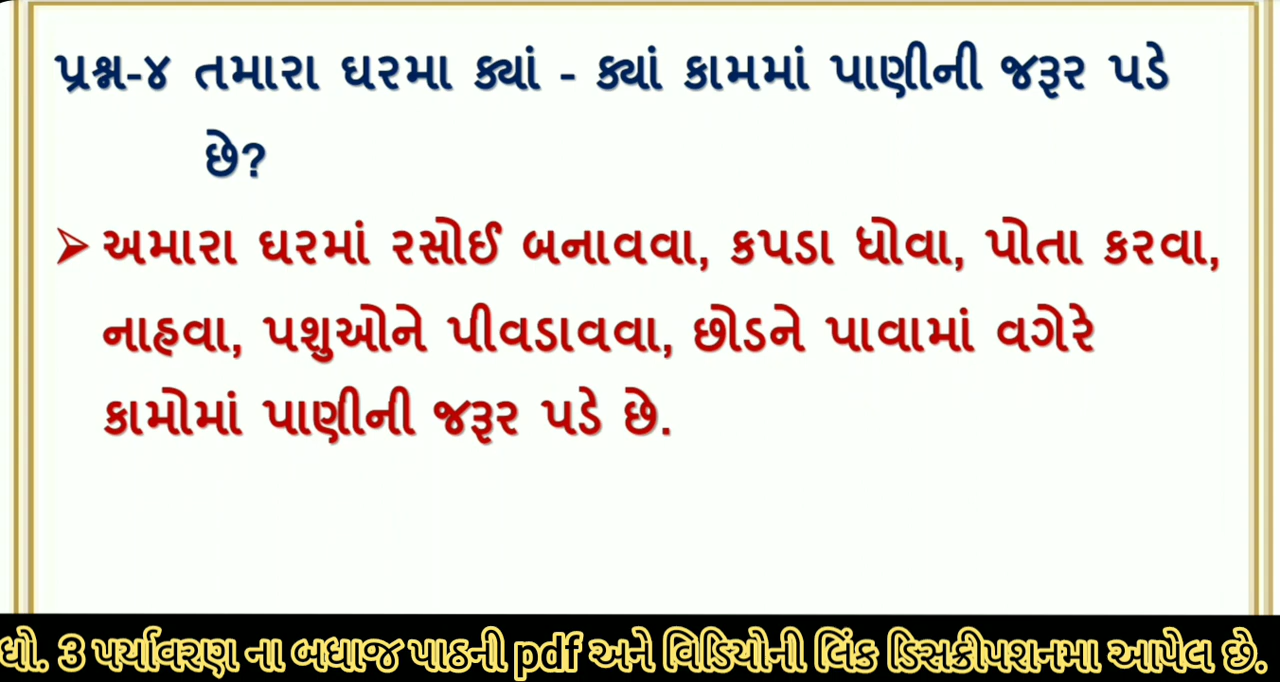 પ્રશ્ન-૪ તમારા ઘરમા ક્યાં - ક્યાં કામમાં પાણીની જરૂર પડે
છે?
➢ અમારા ઘરમાં રસોઈ બનાવવા, કપડા ધોવા, પોતા કરવા,
નાહવા, પશુઓને પીવડાવવા, છોડને પાવામાં વગેરે
કામોમાં પાણીની જરૂર પડે છે.
ધો. 3 પર્યાવરણ ના બધાજ પાઠની pdf અને વિડિયોની લિંક ડિસક્રીપશનમા આપેલ છે.